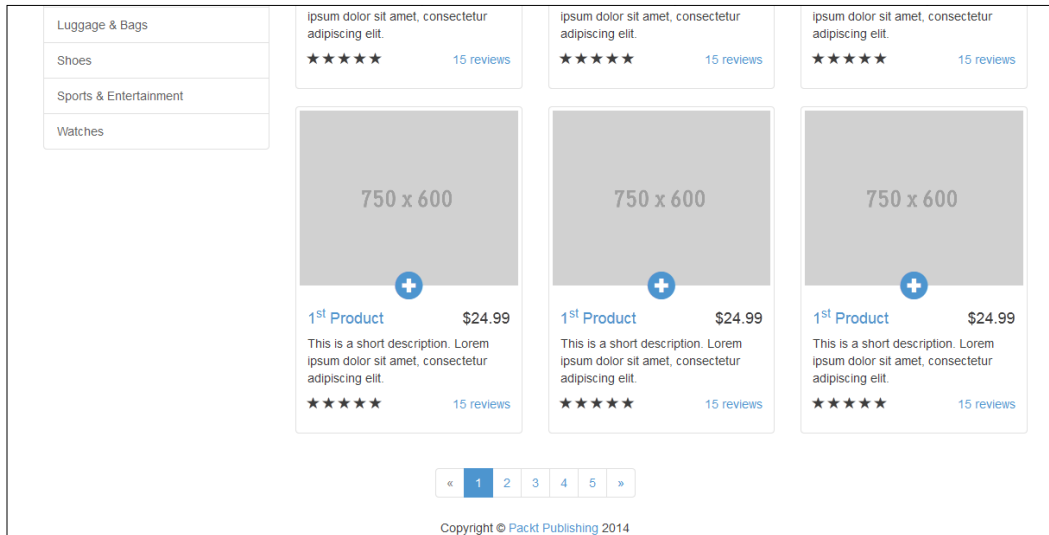 Luggage & Bags
Shoes
Sports & Entertainment
Watches
ipsum dolor sit amet, consectetur
adipiscing elit.
★★★★★ 15 reviews
ipsum dolor sit amet, consectetur
adipiscing elit.
★★★★★ 15 reviews
ipsum dolor sit amet, consectetur
adipiscing elit.
★★★★★ 15 reviews
750 x 600
1st Product $24.99
This is a short description. Lorem
ipsum dolor sit amet, consectetur
adipiscing elit.
★★★★★ 15 reviews
750 x 600
1st Product $24.99
This is a short description. Lorem
ipsum dolor sit amet, consectetur
adipiscing elit.
★★★★★ 15 reviews
750 x 600
1st Product $24.99
This is a short description. Lorem
ipsum dolor sit amet, consectetur
adipiscing elit.
★★★★★ 15 reviews
« 1 2 3 4 5 »
Copyright © Packt Publishing 2014